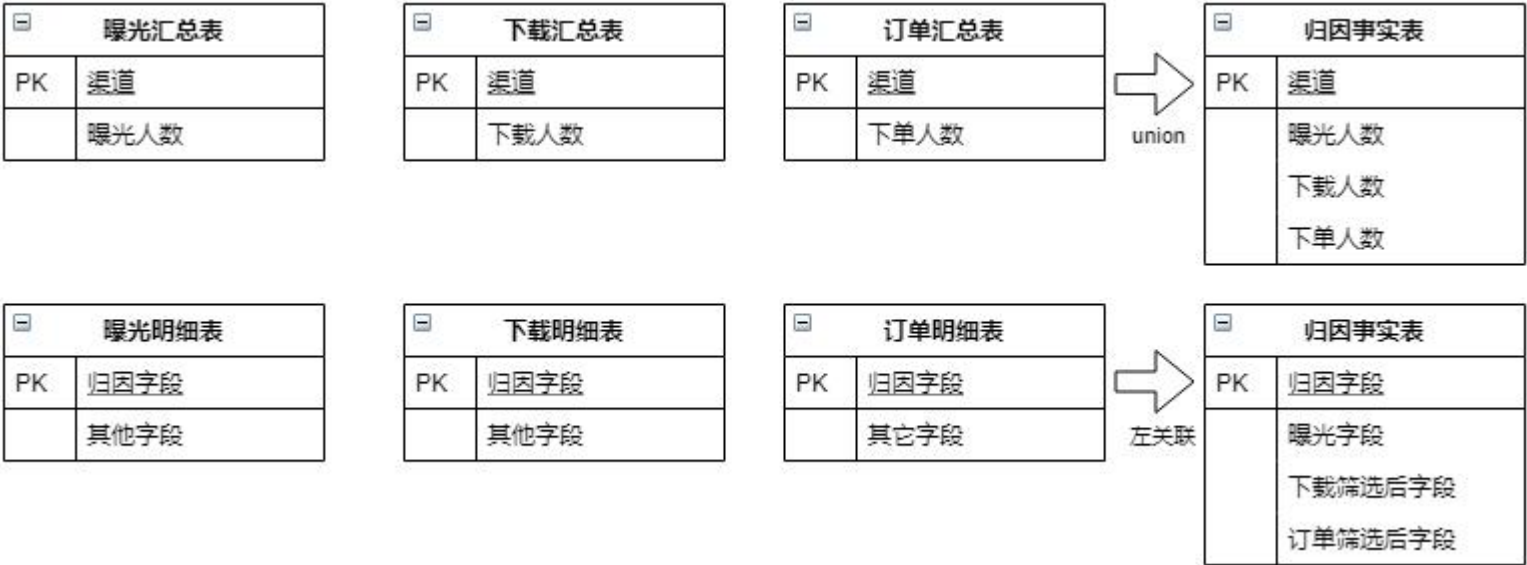 曝光汇总表
PK 渠道
曝光人数
下载汇总表
PK 渠道
下载人数
订单汇总表
PK 渠道
下单人数
union
归因事实表
PK 渠道
曝光人数
下载人数
下单人数
曝光明细表
PK 归因字段
其他字段
下载明细表
PK 归因字段
其他字段
订单明细表
PK 归因字段
其它字段
左关联
归因事实表
PK 归因字段
曝光字段
下载筛选后字段
订单筛选后字段